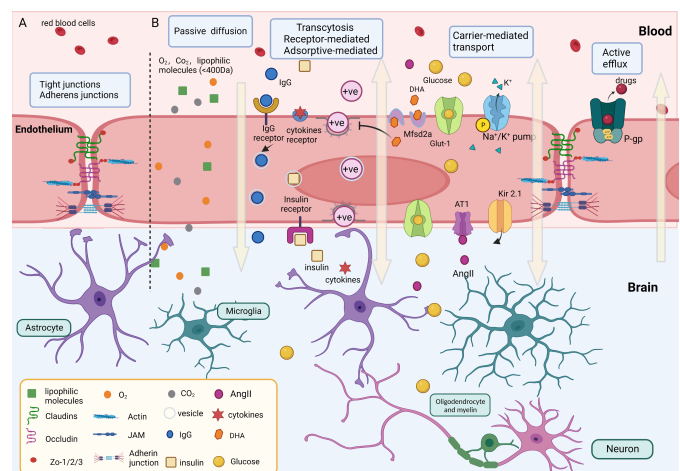 A
B
red blood cells
Blood
Passive diffusion
Transcytosis
Receptor-mediated
Adsorptive-mediated
Carrier-mediated
transport
Active
efflux
O₂, Co₂, lipophilic
molecules (<400Da)
IgG
+ve
Glucose
DHA
K⁺
drugs
Tight junctions
Adherens junctions
Endothelium
IgG
receptor
cytokines
receptor
+ve
Mfsd2a
Glut-1
P
Na⁺/K⁺ pump
P-gp
+ve
Insulin
receptor
+ve
AT1
Kir 2.1
insulin
cytokines
AngII
Brain
Astrocyte
Microglia
Oligodendrocyte
and myelin
Neuron
lipophilic
molecules
O₂
CO₂
AngII
Claudins
Actin
vesicle
cytokines
Occludin
JAM
IgG
DHA
Zo-1/2/3
Adherin
junction
insulin
Glucose